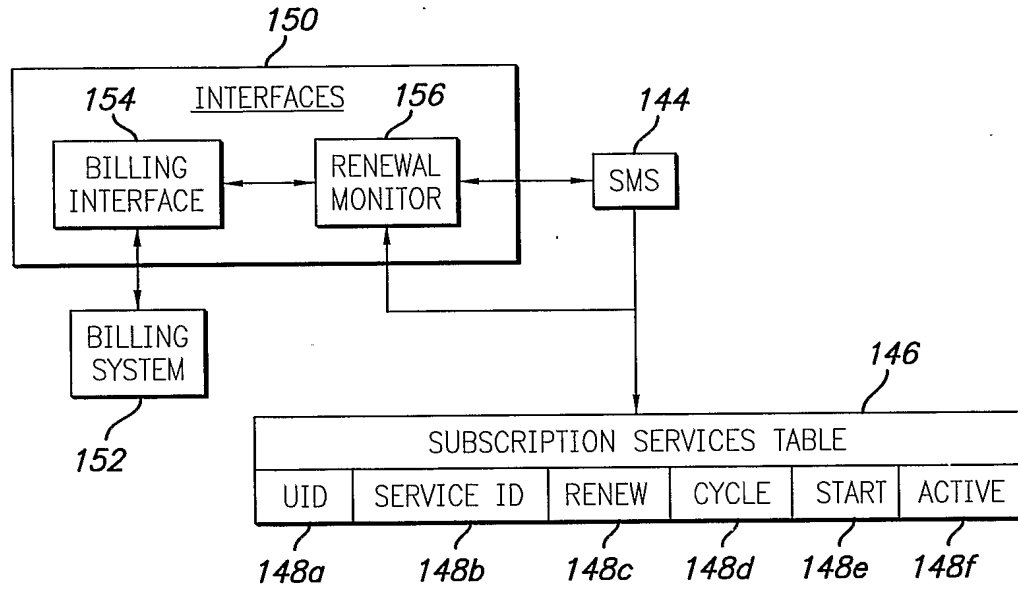 150
INTERFACES
154
156
144
BILLING
INTERFACE
RENEWAL
MONITOR
SMS
BILLING
SYSTEM
152
146
SUBSCRIPTION SERVICES TABLE
UID SERVICE ID RENEW CYCLE START ACTIVE
148a 148b 148c 148d 148e 148f